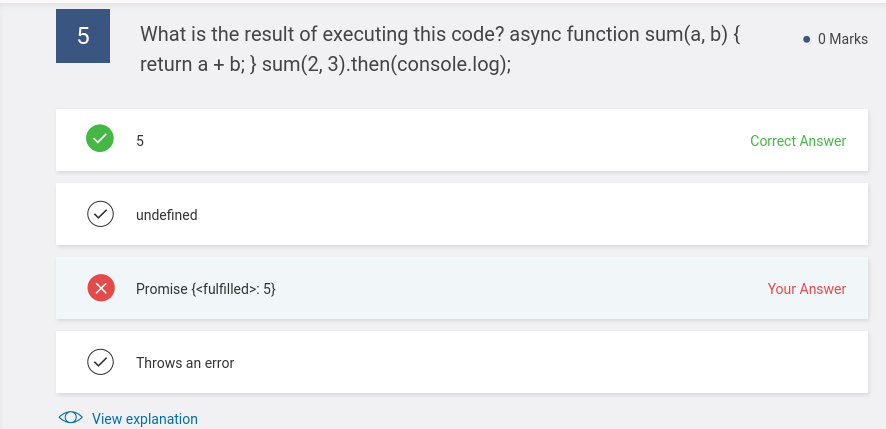 5
What is the result of executing this code? async function sum(a, b) {
return a + b; } sum(2, 3).then(console.log);
0 Marks
5
Correct Answer
undefined
Promise {<fulfilled>: 5}
Your Answer
Throws an error
View explanation